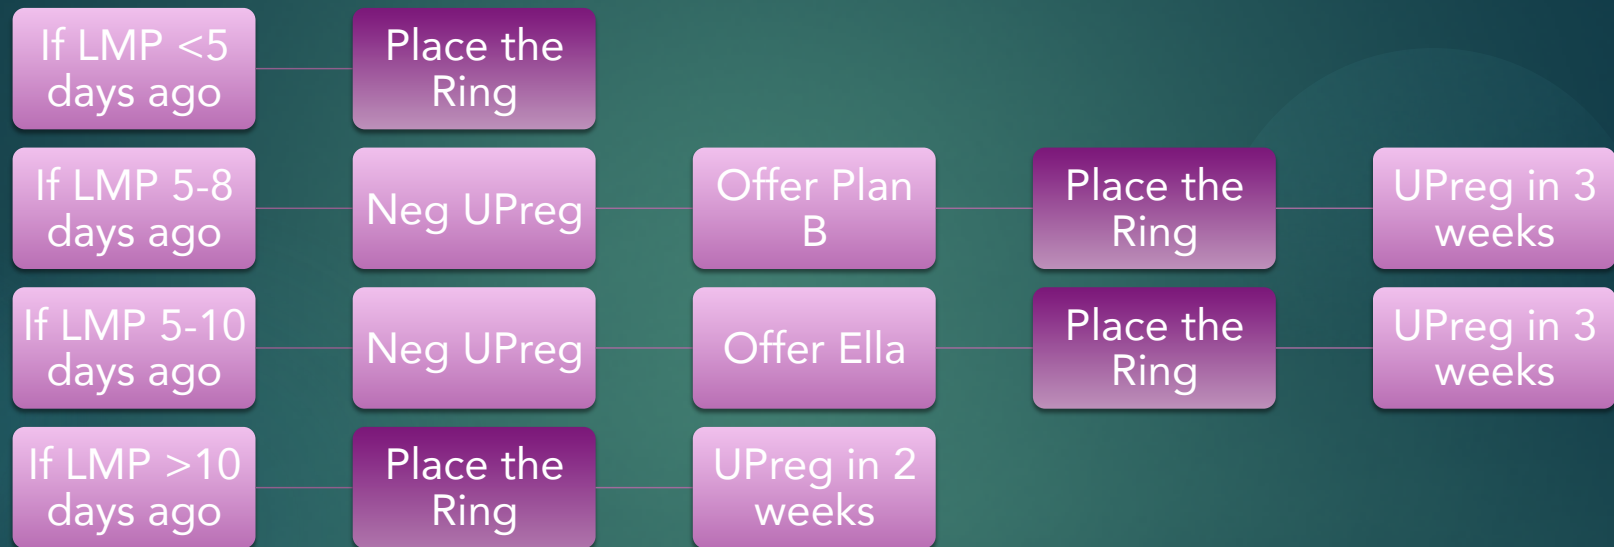 If LMP <5
days ago
Place the
Ring
If LMP 5-8
days ago
Neg UPreg
Offer Plan
B
Place the
Ring
UPreg in 3
weeks
If LMP 5-10
days ago
Neg UPreg
Offer Ella
Place the
Ring
UPreg in 3
weeks
If LMP >10
days ago
Place the
Ring
UPreg in 2
weeks